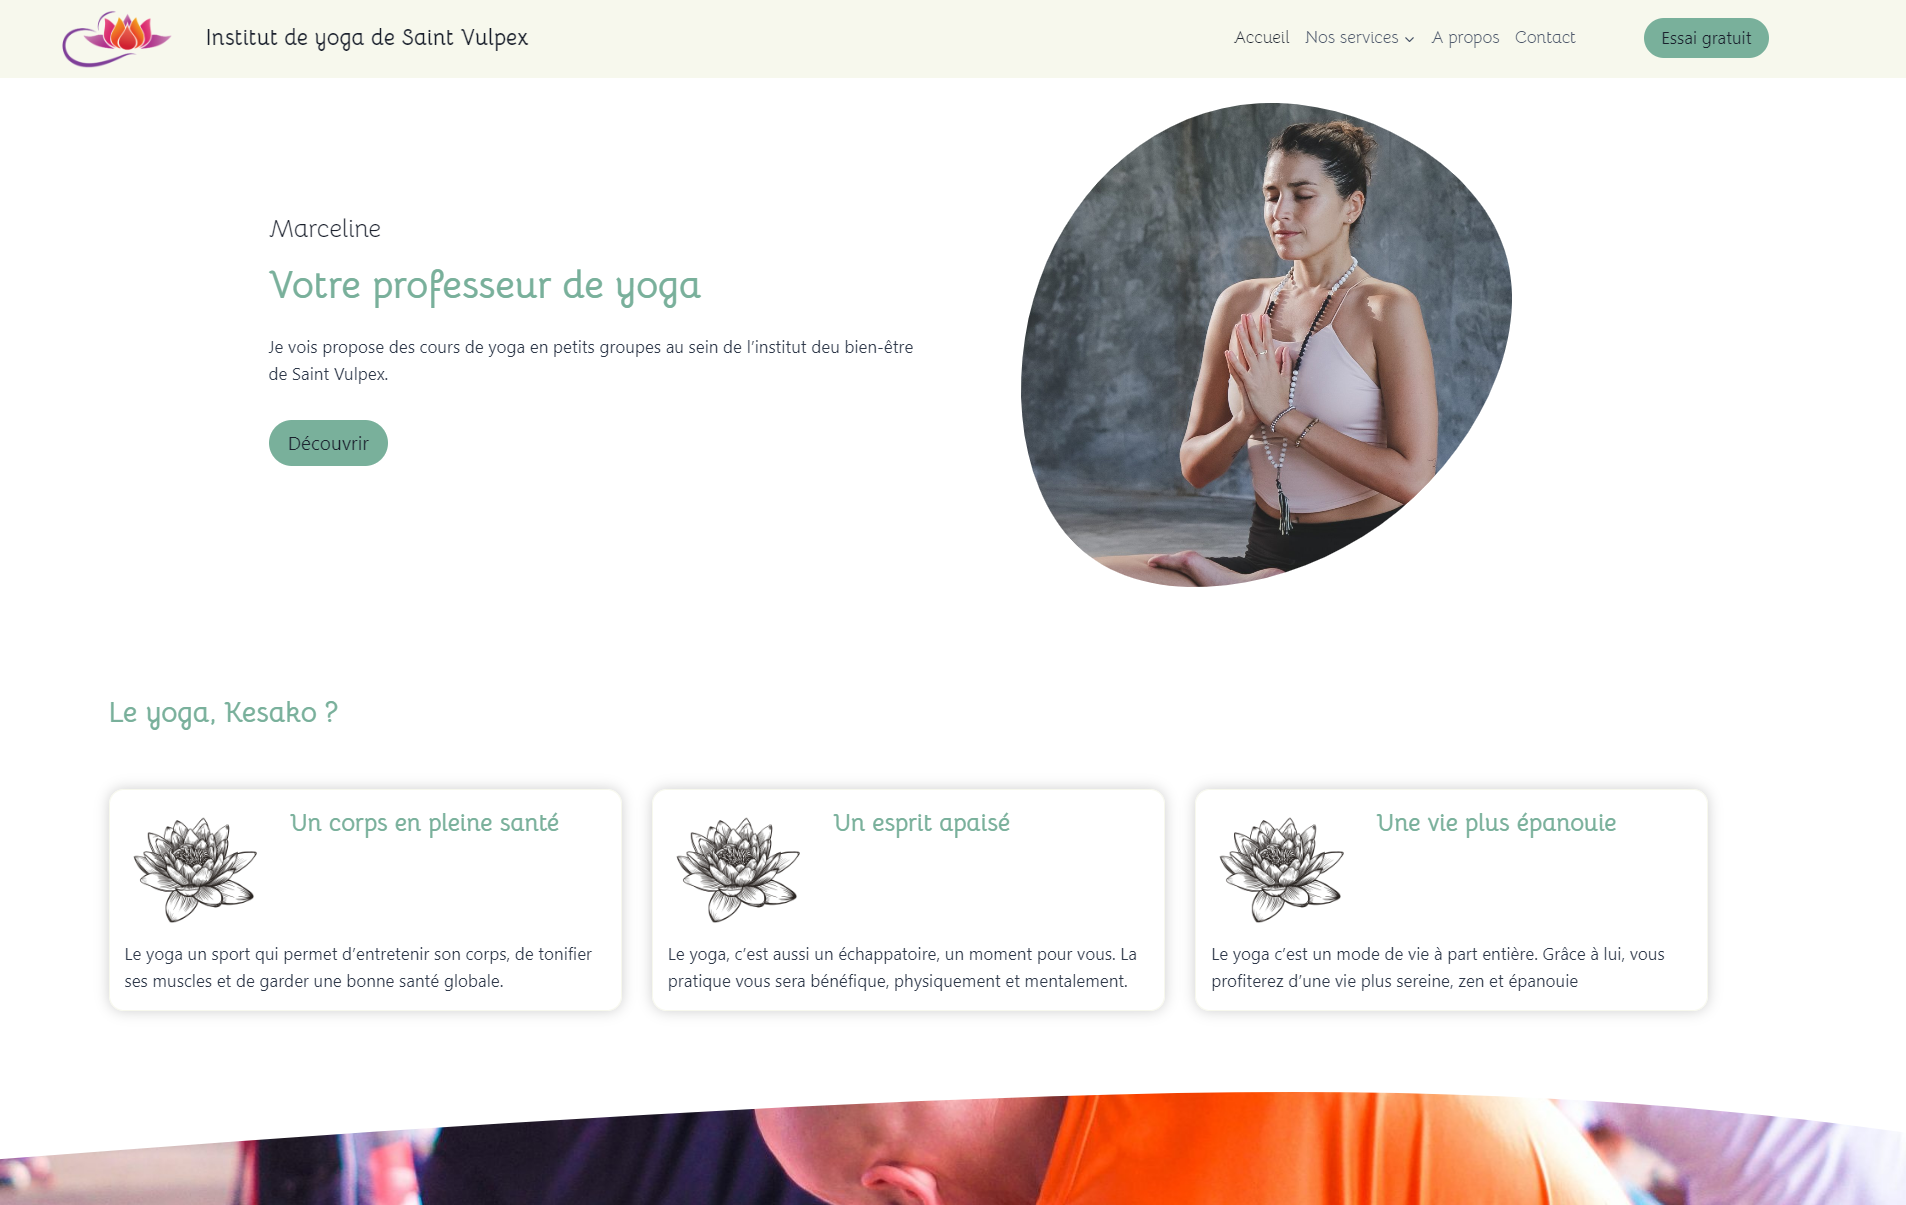 Institut de yoga de Saint Vulpex
Accueil
Nos services
A propos
Contact
Essai gratuit
Marceline
Votre professeur de yoga
Je vois propose des cours de yoga en petits groupes au sein de l’institut deu bien-être
de Saint Vulpex.
Découvrir
Le yoga, Kesako ?
Un corps en pleine santé
Le yoga un sport qui permet d’entretenir son corps, de tonifier
ses muscles et de garder une bonne santé globale.
Un esprit apaisé
Le yoga, c’est aussi un échappatoire, un moment pour vous. La
pratique vous sera bénéfique, physiquement et mentalement.
Une vie plus épanouie
Le yoga c’est un mode de vie à part entière. Grâce à lui, vous
profiterez d’une vie plus sereine, zen et épanouie